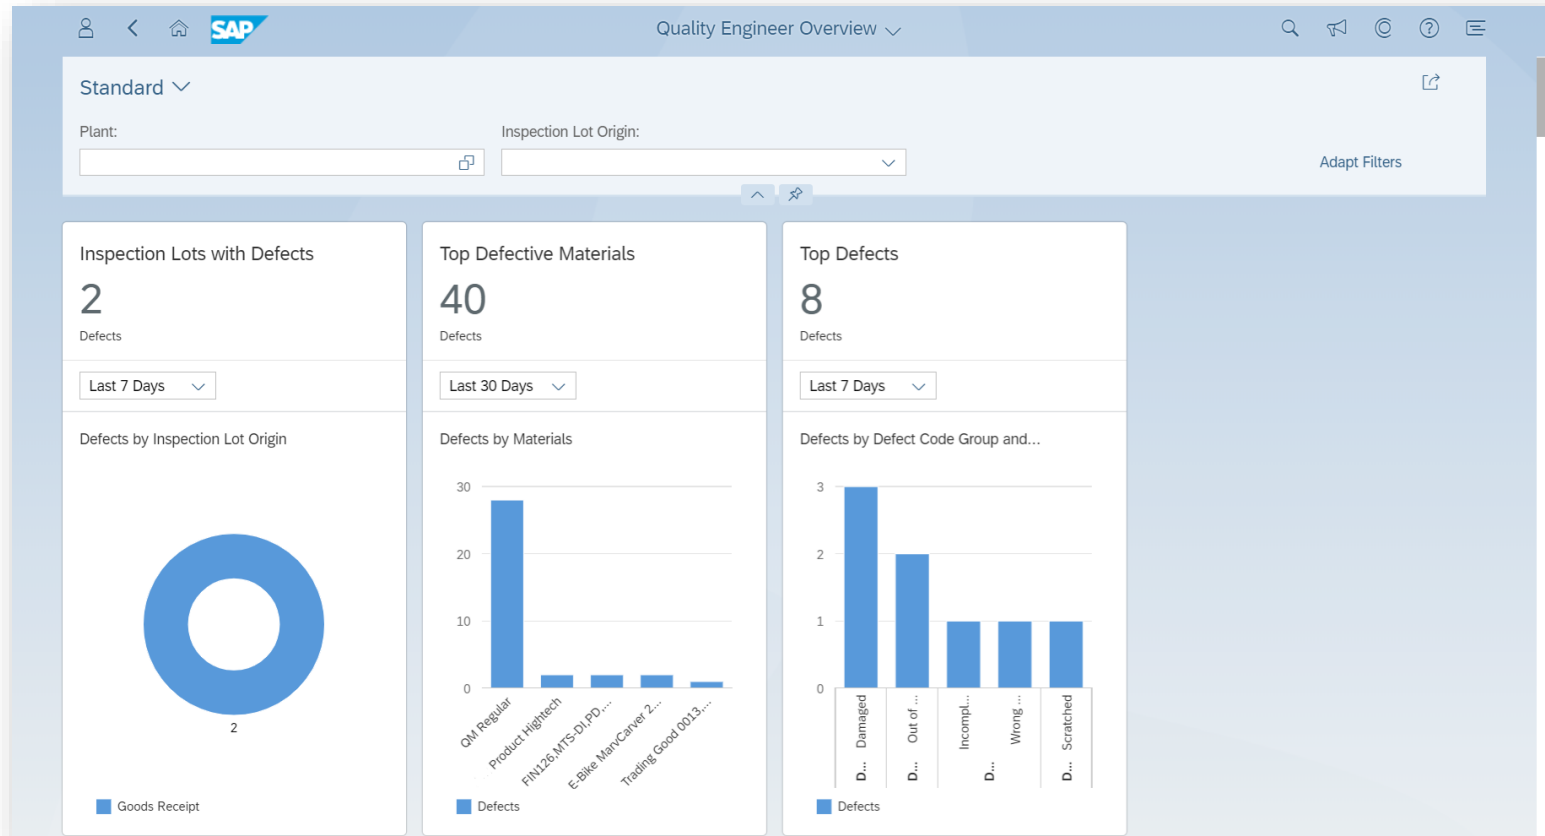 SAP
Quality Engineer Overview
Standard
Plant:
Inspection Lot Origin:
Adapt Filters
Inspection Lots with Defects
2
Defects
Last 7 Days
Defects by Inspection Lot Origin
2
Goods Receipt
Top Defective Materials
40
Defects
Last 30 Days
Defects by Materials
30
20
10
0
QM Regular
Product Hightech
FIN126,MTS-DI,PD,...
E-Bike MarvCarver 2...
Trading Good 0013,...
Defects
Top Defects
8
Defects
Last 7 Days
Defects by Defect Code Group and...
3
2
1
0
Damaged
Out of ...
Incompl...
Wrong ...
Scratched
D...
D...
D...
D...
Defects